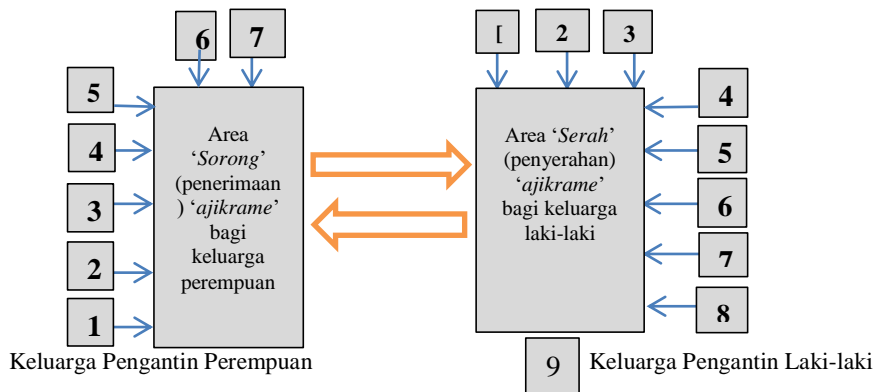 6 7
5
4
3
2
1
Area
‘Sorong’
(penerimaan
) ‘ajikrame’
bagi
keluarga
perempuan
[ 2 3
4
5
6
7
8
Area ‘Serah’
(penyerahan)
‘ajikrame’
bagi keluarga
laki-laki
Keluarga Pengantin Perempuan
9 Keluarga Pengantin Laki-laki